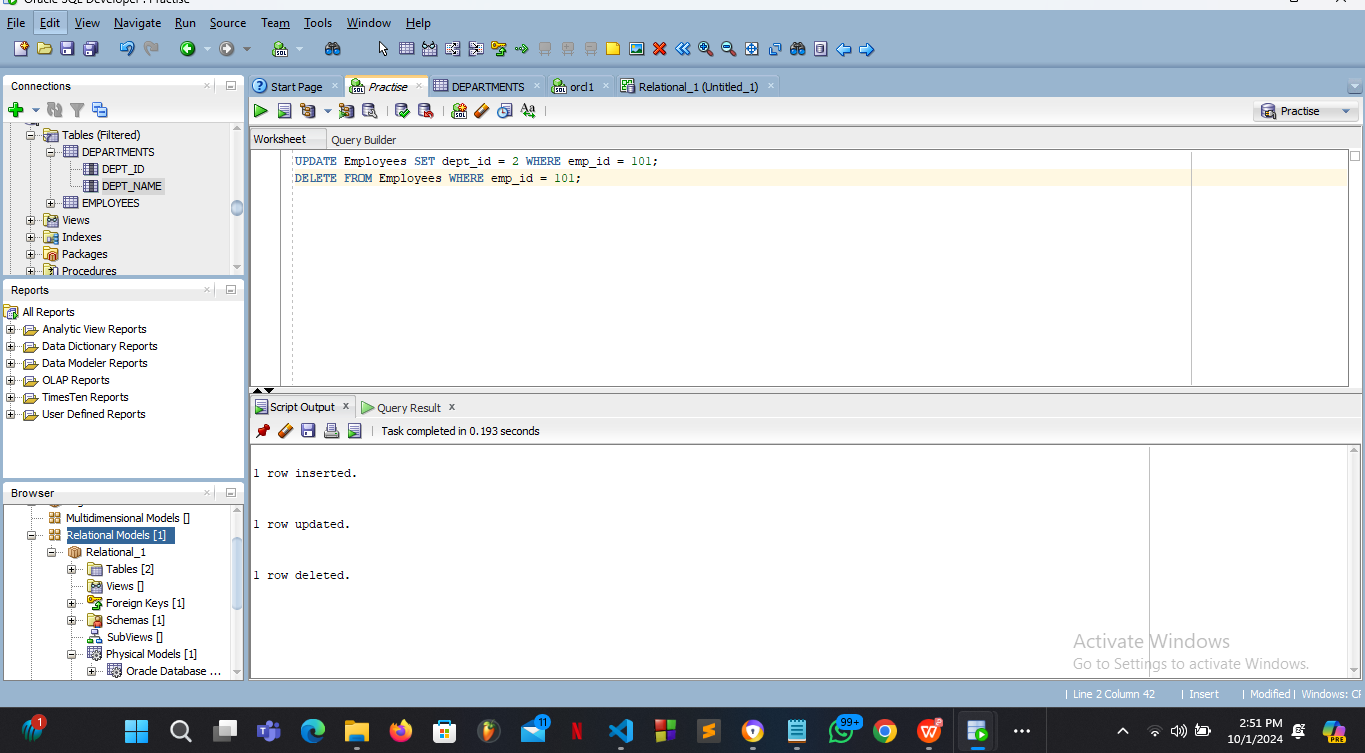 Oracle SQL Developer : Practise
File Edit View Navigate Run Source Team Tools Window Help
Connections
Tables (Filtered)
DEPARTMENTS
DEPT_ID
DEPT_NAME
EMPLOYEES
Views
Indexes
Packages
Procedures
Reports
All Reports
Analytic View Reports
Data Dictionary Reports
Data Modeler Reports
OLAP Reports
TimesTen Reports
User Defined Reports
Browser
Multidimensional Models []
Relational Models [1]
Relational_1
Tables [2]
Views []
Foreign Keys [1]
Schemas [1]
SubViews []
Physical Models [1]
Oracle Database ...
Start Page Practise DEPARTMENTS orcl1 Relational_1 (Untitled_1)
Practise
Worksheet Query Builder
UPDATE Employees SET dept_id = 2 WHERE emp_id = 101;
DELETE FROM Employees WHERE emp_id = 101;
Script Output x Query Result x
Task completed in 0.193 seconds
1 row inserted.
1 row updated.
1 row deleted.
Activate Windows
Go to Settings to activate Windows.
Line 2 Column 42 | Insert | Modified | Windows: CF
1
11
99+
2:51 PM
10/1/2024
PRE